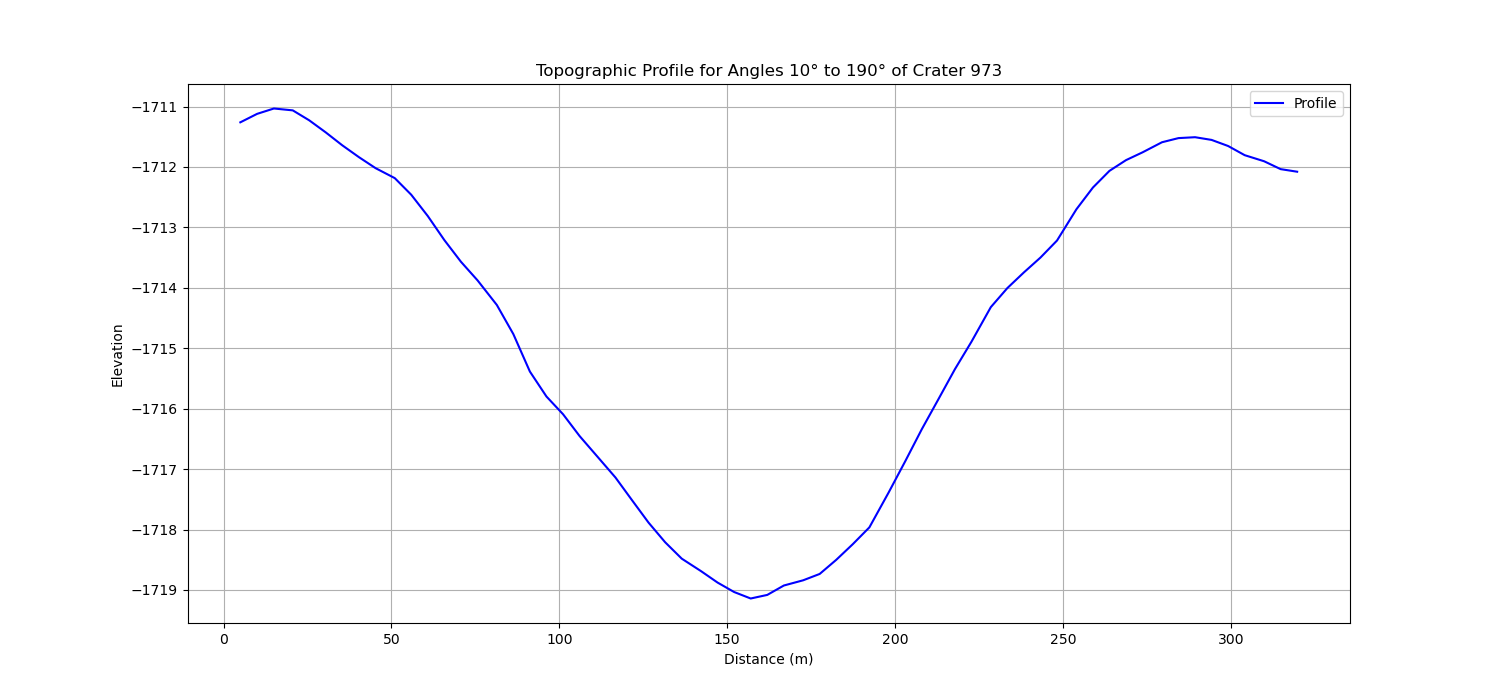 Topographic Profile for Angles 10° to 190° of Crater 973
Profile
−1711
−1712
−1713
−1714
−1715
−1716
−1717
−1718
−1719
Elevation
0 50 100 150 200 250 300
Distance (m)